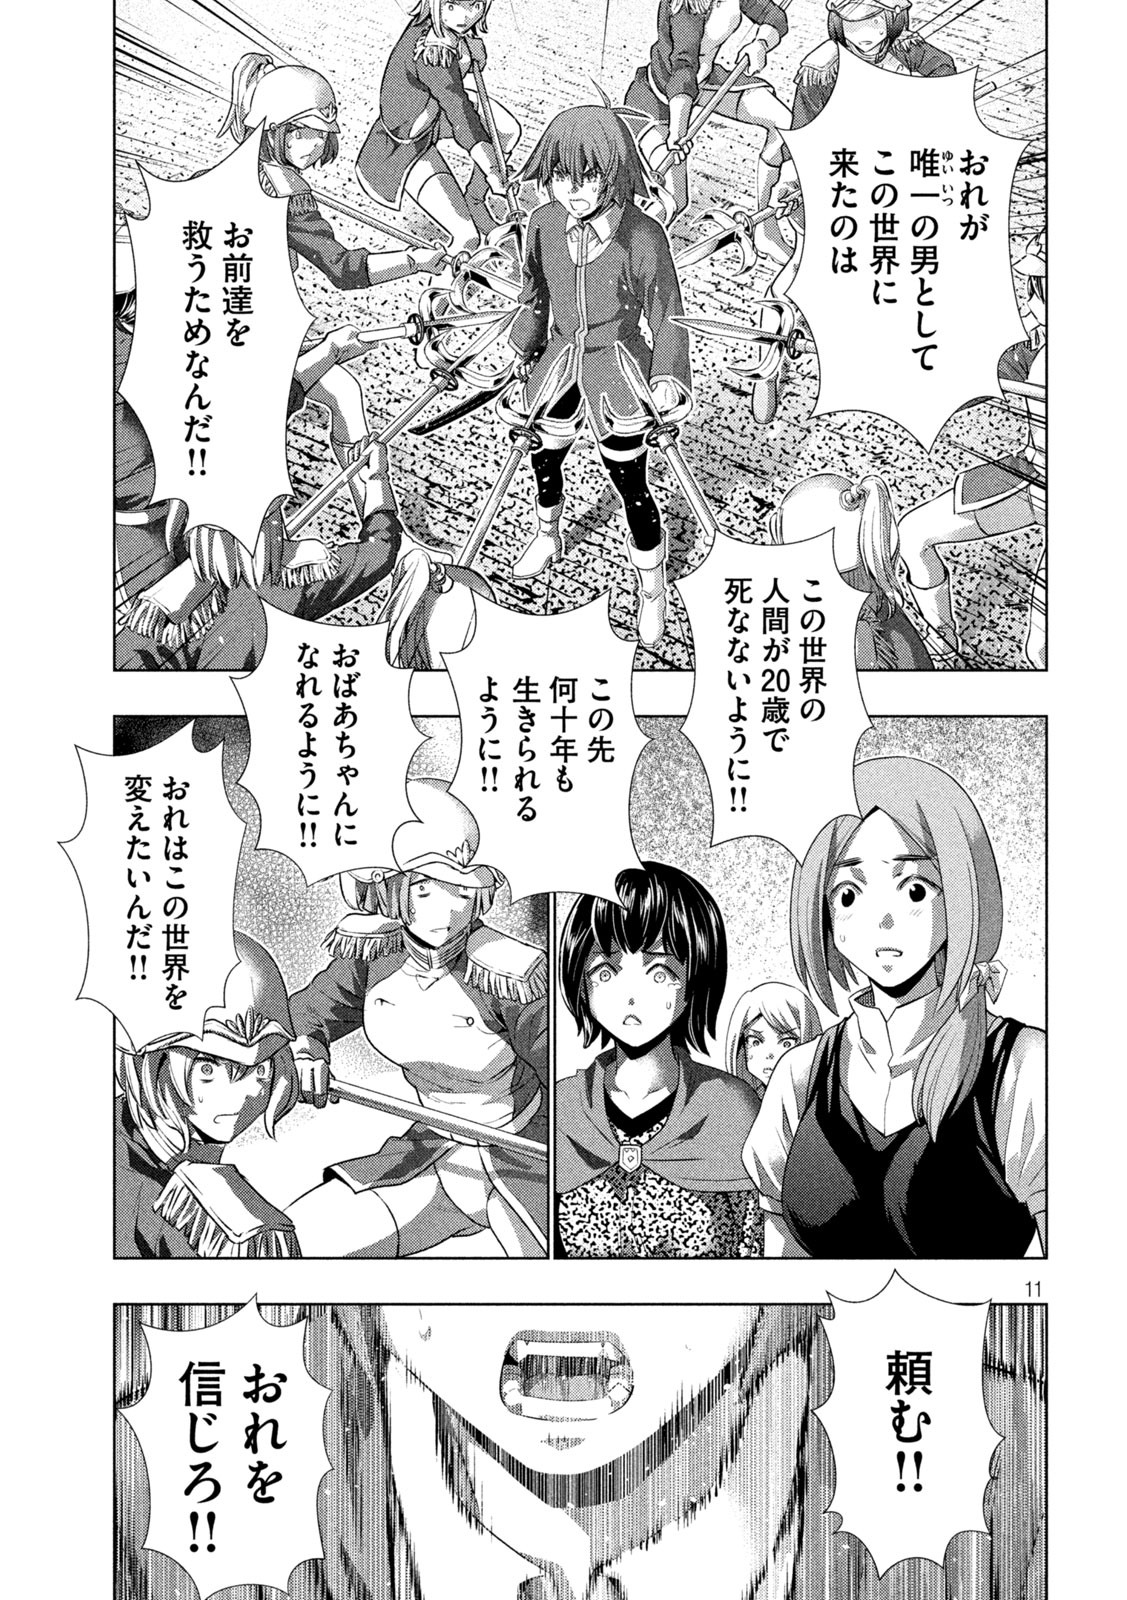 おれが
唯一の男として
ゆいいつ
この世界に
来たのは
お前達を
救うためなんだ!!
この世界の
人間が20歳で
死なないように!!
この先
何十年も
生きられる
ように!!
おばあちゃんに
なれるように!!
おれはこの世界を
変えたいんだ!!
11
頼む!!
おれを
信じろ!!